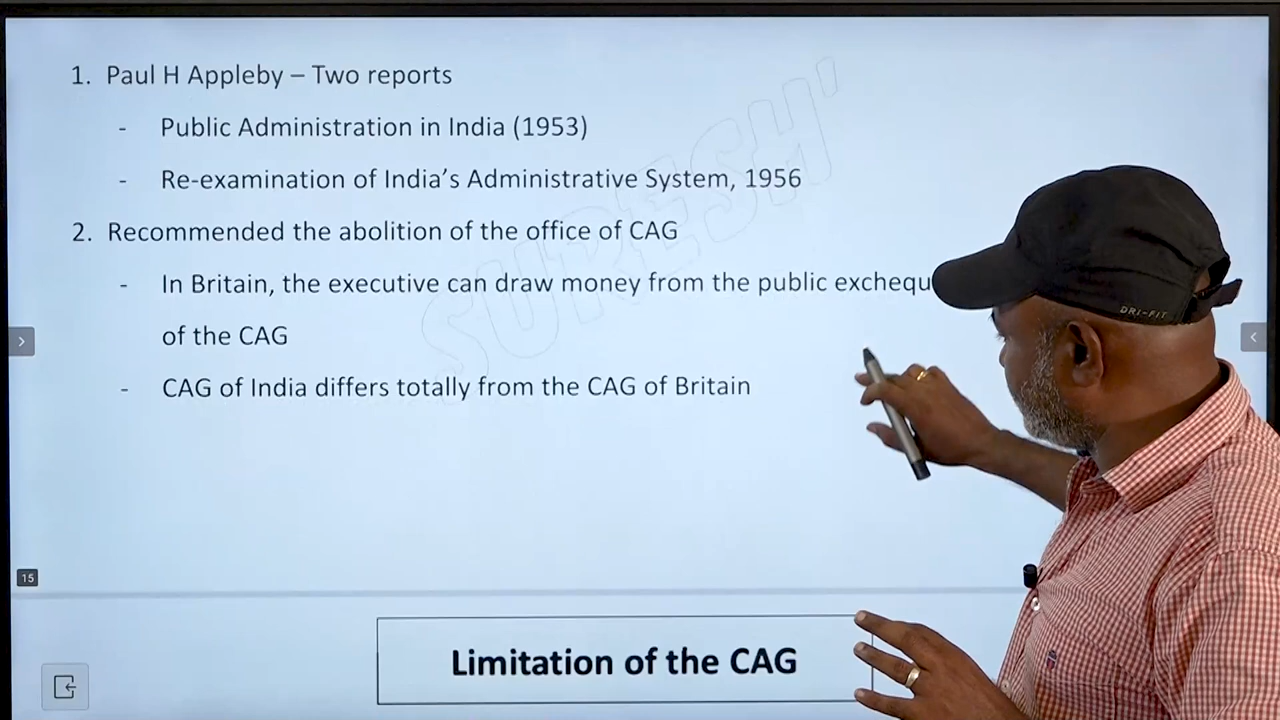 1. Paul H Appleby – Two reports
- Public Administration in India (1953)
- Re-examination of India’s Administrative System, 1956
2. Recommended the abolition of the office of CAG
- In Britain, the executive can draw money from the public
of the CAG
- CAG of India differs totally from the CAG of Britain
SURESH'
DRI-FIT
15
Limitation of the CAG